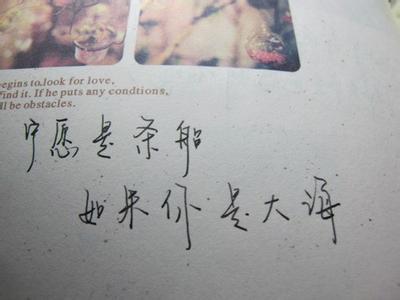 egins to.look for love,
find it. If he puts any condtions,
ll be obstacles.
宁愿是条船
如果你是大海